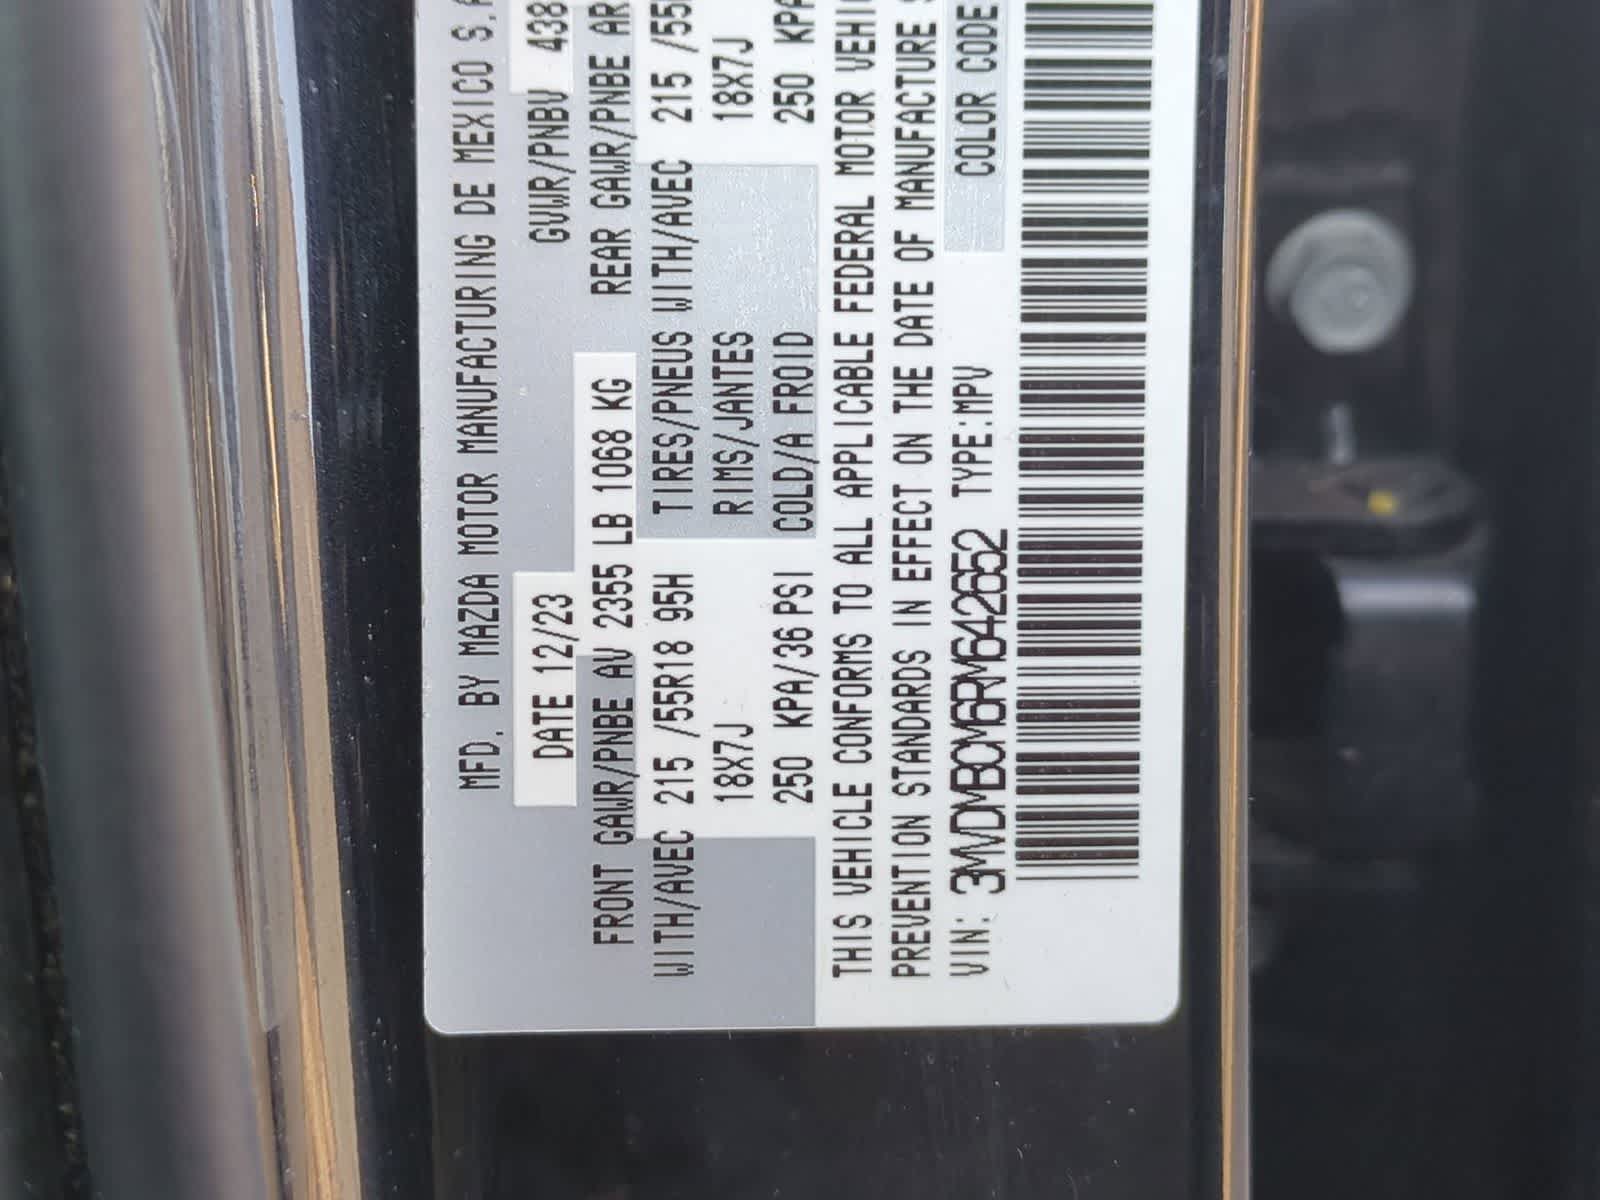 MFD. BY MAZDA MOTOR MANUFACTURING DE MEXICO S.A
DATE 12/23 GVWR/PNBV 438
FRONT GAWR/PNBE AV 2355 LB 1068 KG REAR GAWR/PNBE AR
WITH/AVEC 215 /55R18 95H TIRES/PNEUS WITH/AVEC 215 /55
18X7J RIMS/JANTES 18X7J
250 KPA/36 PSI COLD/A FROID 250 KPA
THIS VEHICLE CONFORMS TO ALL APPLICABLE FEDERAL MOTOR VEHIC
PREVENTION STANDARDS IN EFFECT ON THE DATE OF MANUFACTURE S
VIN: 3MVDMBCM6RM642652 TYPE:MPV COLOR CODE